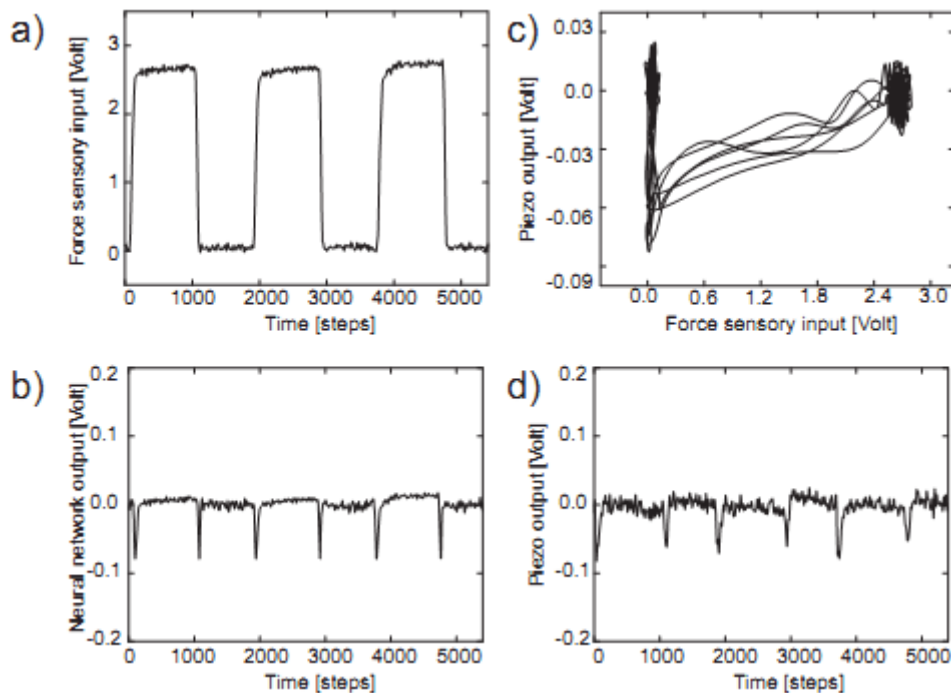 a)
Force sensory input [Volt]
3
2
1
0
0 1000 2000 3000 4000 5000
Time [steps]
c)
Piezo output [Volt]
0.03
0.0
-0.03
-0.06
-0.09
0.0 0.6 1.2 1.8 2.4 3.0
Force sensory input [Volt]
b)
Neural network output [Volt]
0.2
0.1
0.0
-0.1
-0.2
0 1000 2000 3000 4000 5000
Time [steps]
d)
Piezo output [Volt]
0.2
0.1
0.0
-0.1
-0.2
0 1000 2000 3000 4000 5000
Time [steps]